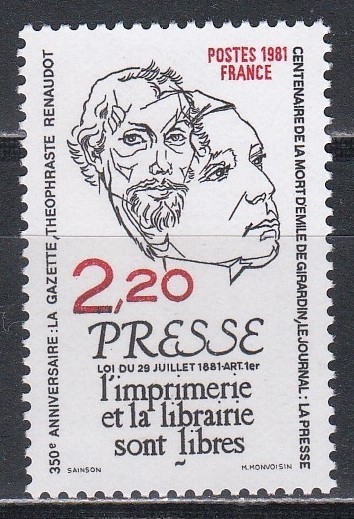 POSTES 1981
FRANCE
350e ANNIVERSAIRE : LA GAZETTE, THEOPHRASTE RENAUDOT
CENTENAIRE DE LA MORT D'EMILE DE GIRARDIN, LE JOURNAL : LA PRESSE
2,20
PRESSE
LOI DU 29 JUILLET 1881-ART. 1er
l'imprimerie
et la librairie
sont libres
SAINSON
M. MONVOISIN